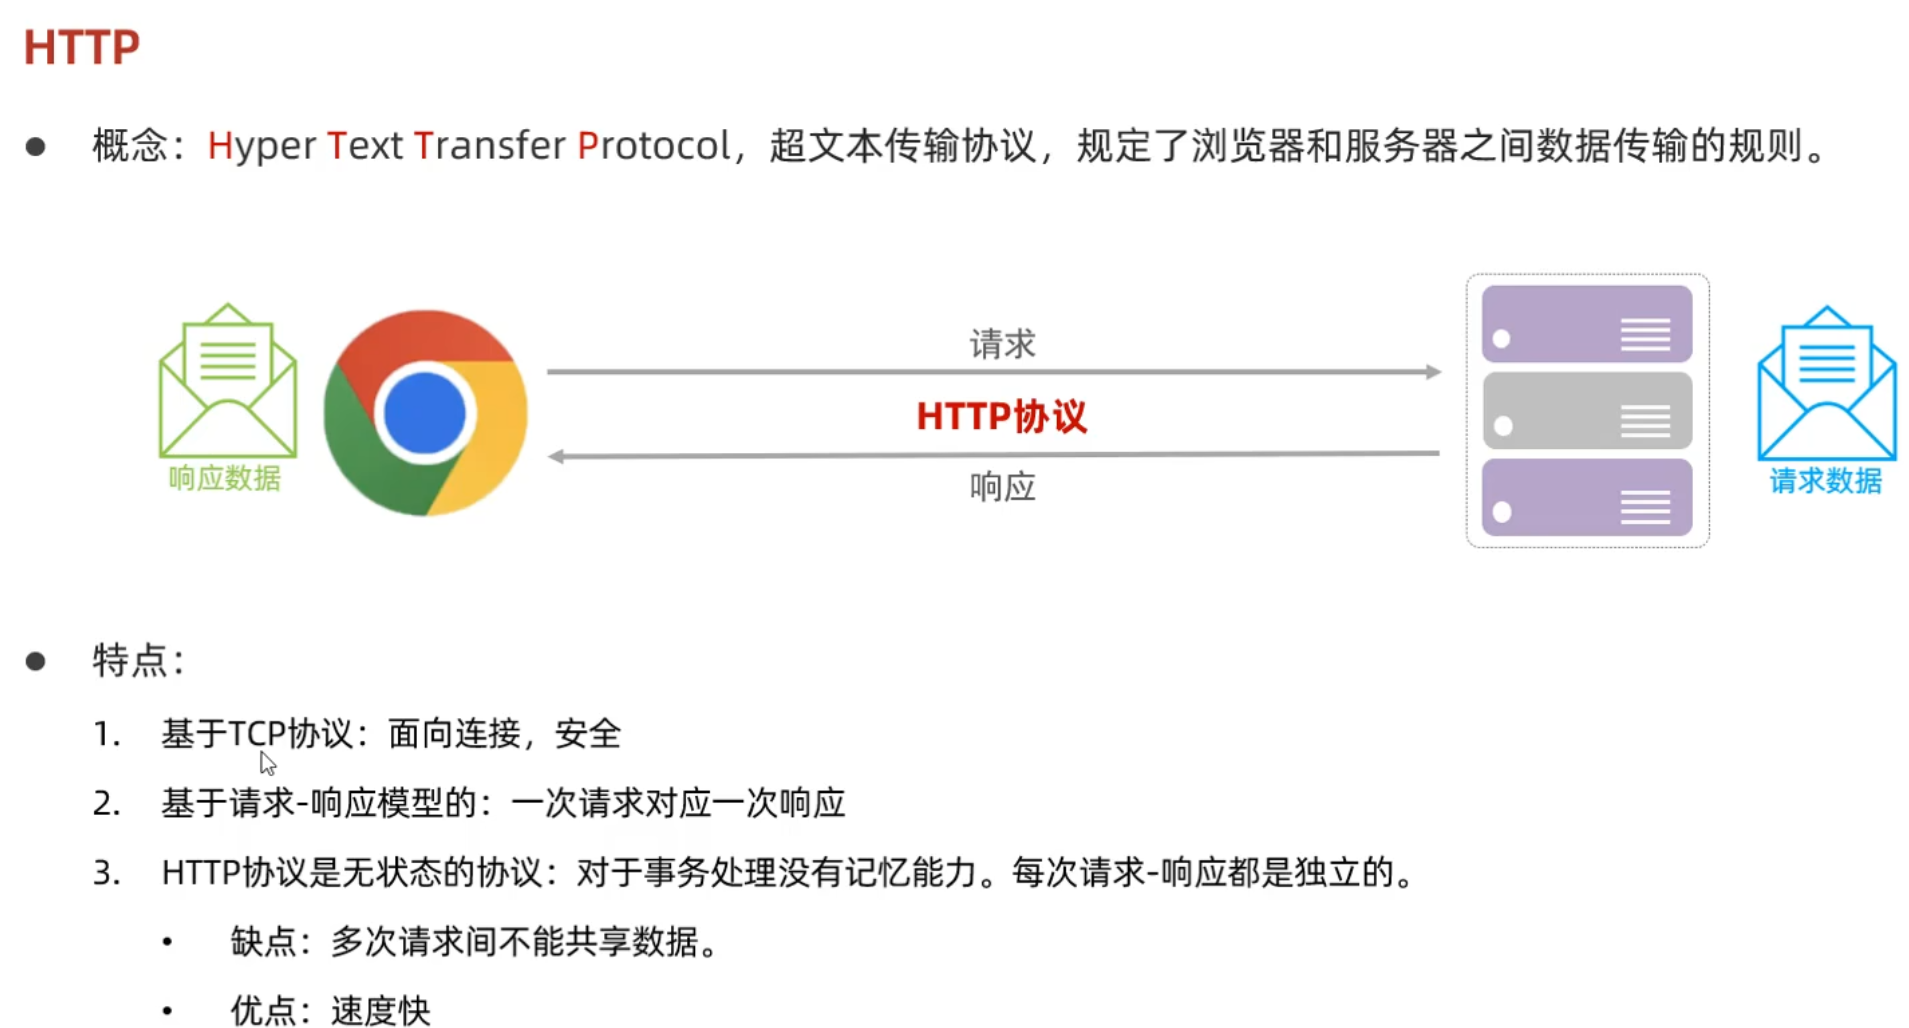 HTTP
● 概念：Hyper Text Transfer Protocol，超文本传输协议，规定了浏览器和服务器之间数据传输的规则。
请求
HTTP协议
响应
响应数据
请求数据
● 特点：
1. 基于TCP协议：面向连接，安全
2. 基于请求-响应模型的：一次请求对应一次响应
3. HTTP协议是无状态的协议：对于事务处理没有记忆能力。每次请求-响应都是独立的。
• 缺点：多次请求间不能共享数据。
• 优点：速度快